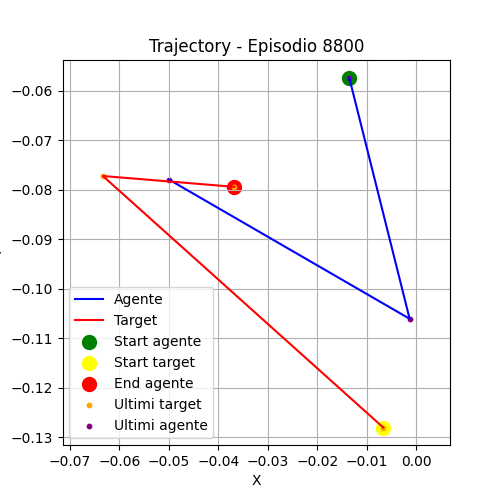 Trajectory - Episodio 8800
−0.06
−0.07
−0.08
−0.09
−0.10
−0.11
−0.12
−0.13
Agente
Target
Start agente
Start target
End agente
Ultimi target
Ultimi agente
−0.07 −0.06 −0.05 −0.04 −0.03 −0.02 −0.01 0.00
X